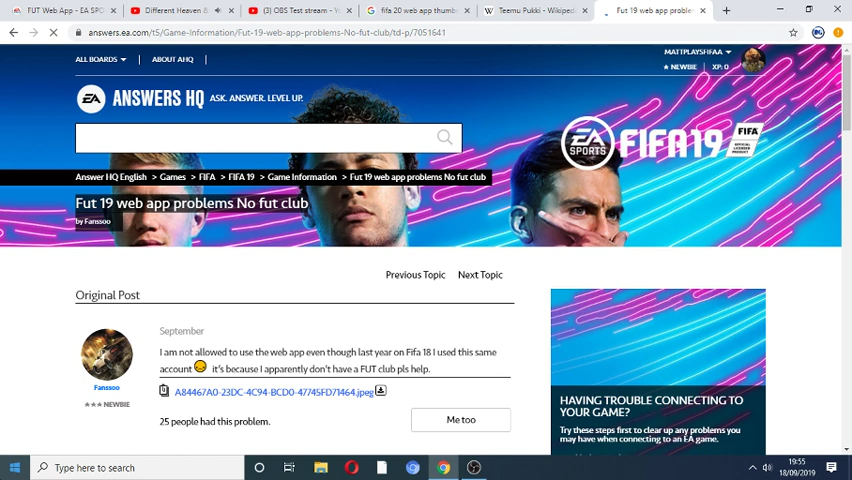 FUT Web App - EA SPO
Different Heaven &
(3) OBS Test stream - Y
fifa 20 web app thumb
Teemu Pukki - Wikiped
Fut 19 web app proble
answers.ea.com/t5/Game-Information/Fut-19-web-app-problems-No-fut-club/td-p/7051641
ALL BOARDS
ABOUT AHQ
MATTPLAYSFIFAA
★ NEWBIE
XP: 0
EA
ANSWERS HQ
ASK. ANSWER. LEVEL UP.
EA SPORTS
FIFA19
FIFA
OFFICIAL LICENSED PRODUCT
Answer HQ English > Games > FIFA > FIFA 19 > Game Information > Fut 19 web app problems No fut club
Fut 19 web app problems No fut club
by Fanssoo
Previous Topic
Next Topic
Original Post
September
I am not allowed to use the web app even though last year on Fifa 18 I used this same
account it's because I apparently don't have a FUT club pls help.
Fanssoo
★★★ NEWBIE
A84467A0-23DC-4C94-BCD0-47745FD71464.jpeg
25 people had this problem.
Me too
HAVING TROUBLE CONNECTING TO
YOUR GAME?
Try these steps first to clear up any problems you
may have when connecting to an EA game.
Type here to search
19:55
18/09/2019